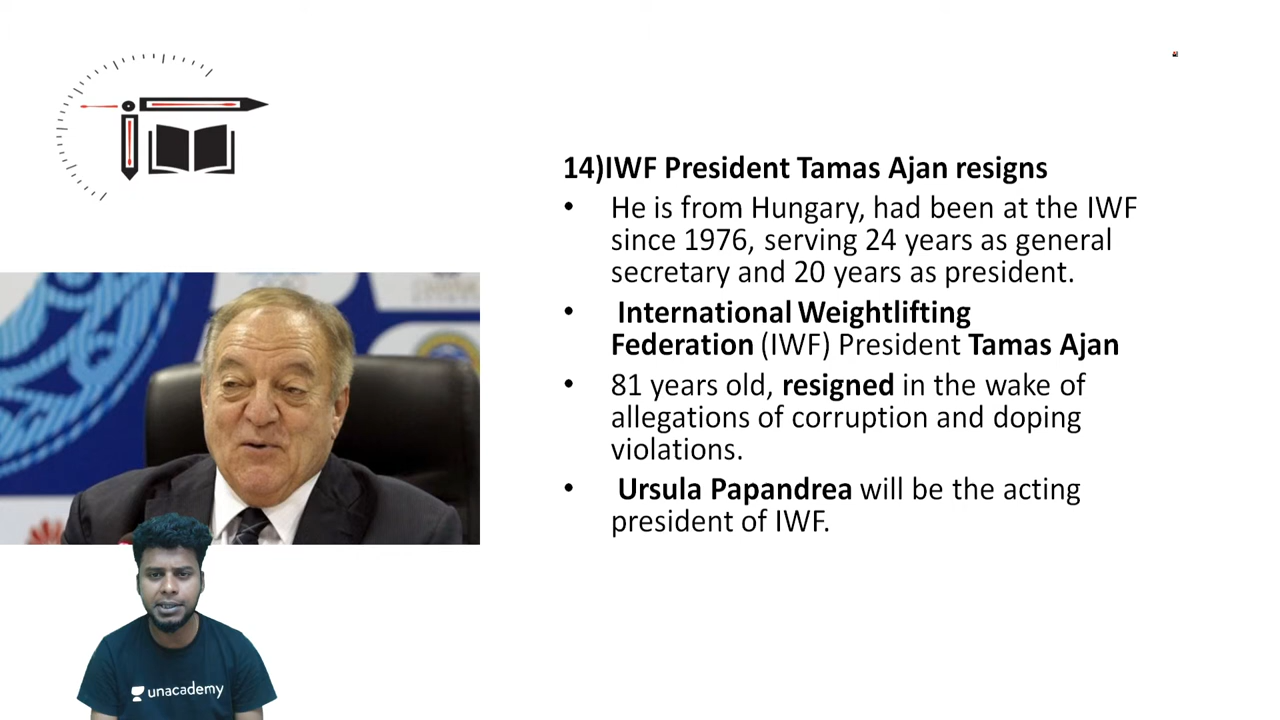 14)IWF President Tamas Ajan resigns
• He is from Hungary, had been at the IWF
since 1976, serving 24 years as general
secretary and 20 years as president.
• International Weightlifting
Federation (IWF) President Tamas Ajan
• 81 years old, resigned in the wake of
allegations of corruption and doping
violations.
• Ursula Papandrea will be the acting
president of IWF.
unacademy